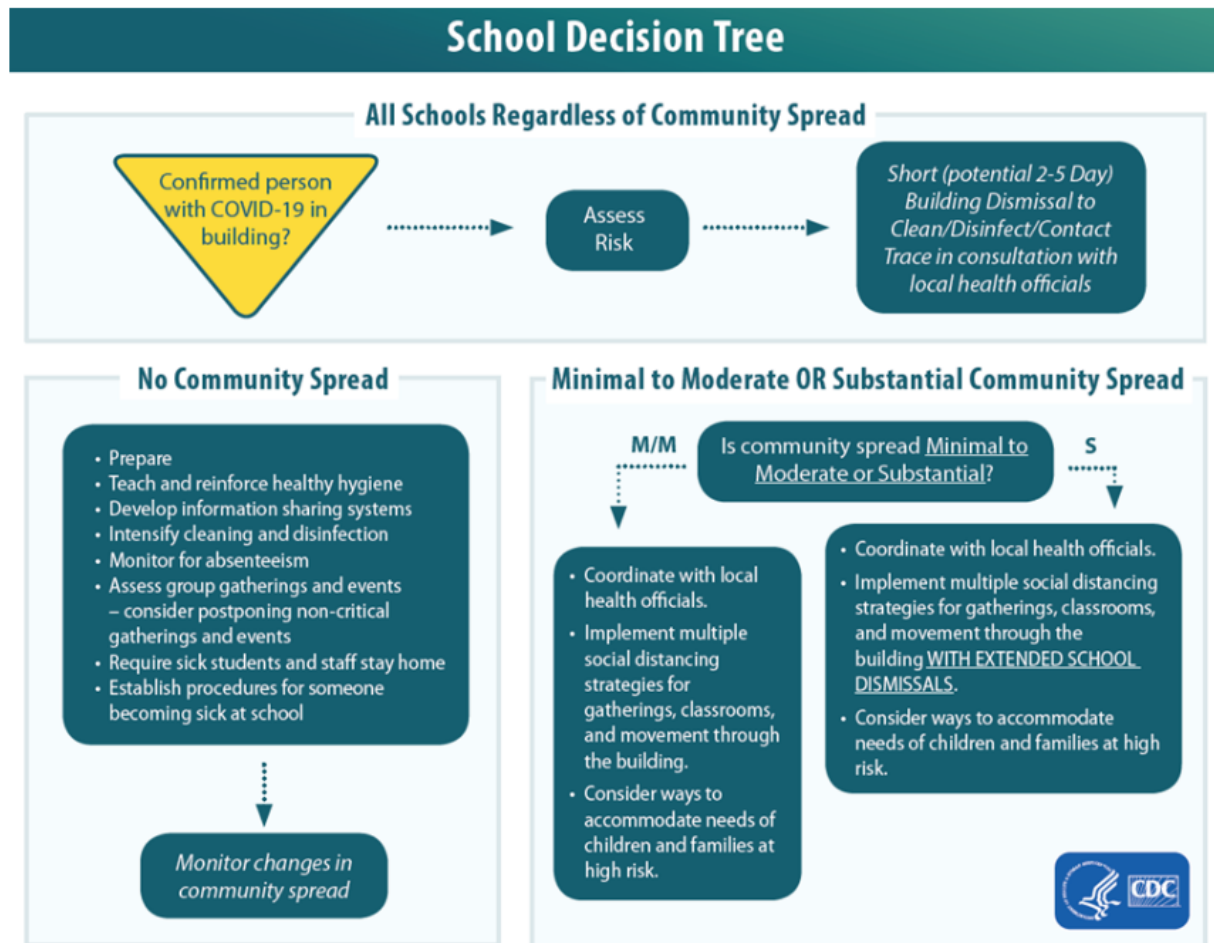 School Decision Tree
All Schools Regardless of Community Spread
Confirmed person
with COVID-19 in
building?
Assess
Risk
Short (potential 2-5 Day)
Building Dismissal to
Clean/Disinfect/Contact
Trace in consultation with
local health officials
No Community Spread
• Prepare
• Teach and reinforce healthy hygiene
• Develop information sharing systems
• Intensify cleaning and disinfection
• Monitor for absenteeism
• Assess group gatherings and events
– consider postponing non-critical
gatherings and events
• Require sick students and staff stay home
• Establish procedures for someone
becoming sick at school
Monitor changes in
community spread
Minimal to Moderate OR Substantial Community Spread
Is community spread Minimal to
Moderate or Substantial?
M/M
• Coordinate with local
health officials.
• Implement multiple
social distancing
strategies for
gatherings, classrooms,
and movement through
the building.
• Consider ways to
accommodate needs of
children and families at
high risk.
S
• Coordinate with local health officials.
• Implement multiple social distancing
strategies for gatherings, classrooms,
and movement through the
building WITH EXTENDED SCHOOL
DISMISSALS.
• Consider ways to accommodate
needs of children and families at high
risk.
CDC